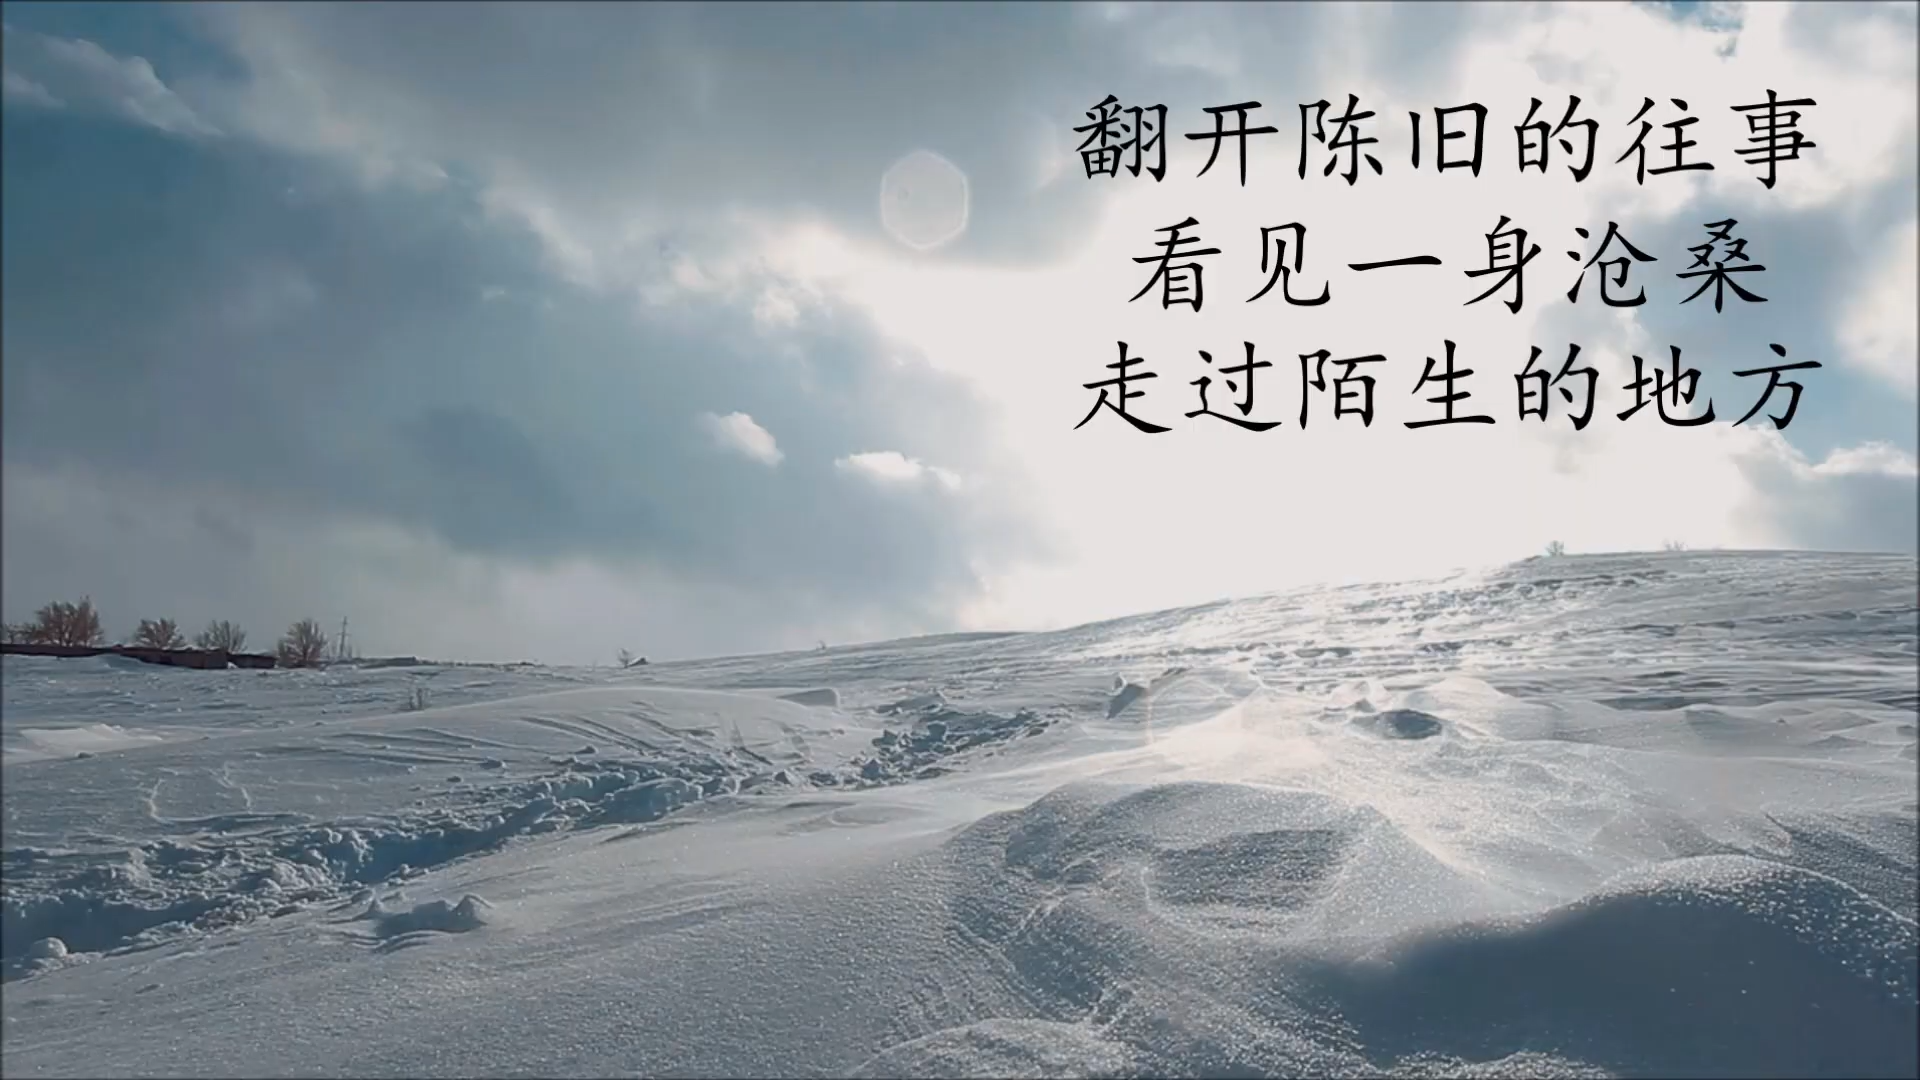 翻开陈旧的往事
看见一身沧桑
走过陌生的地方